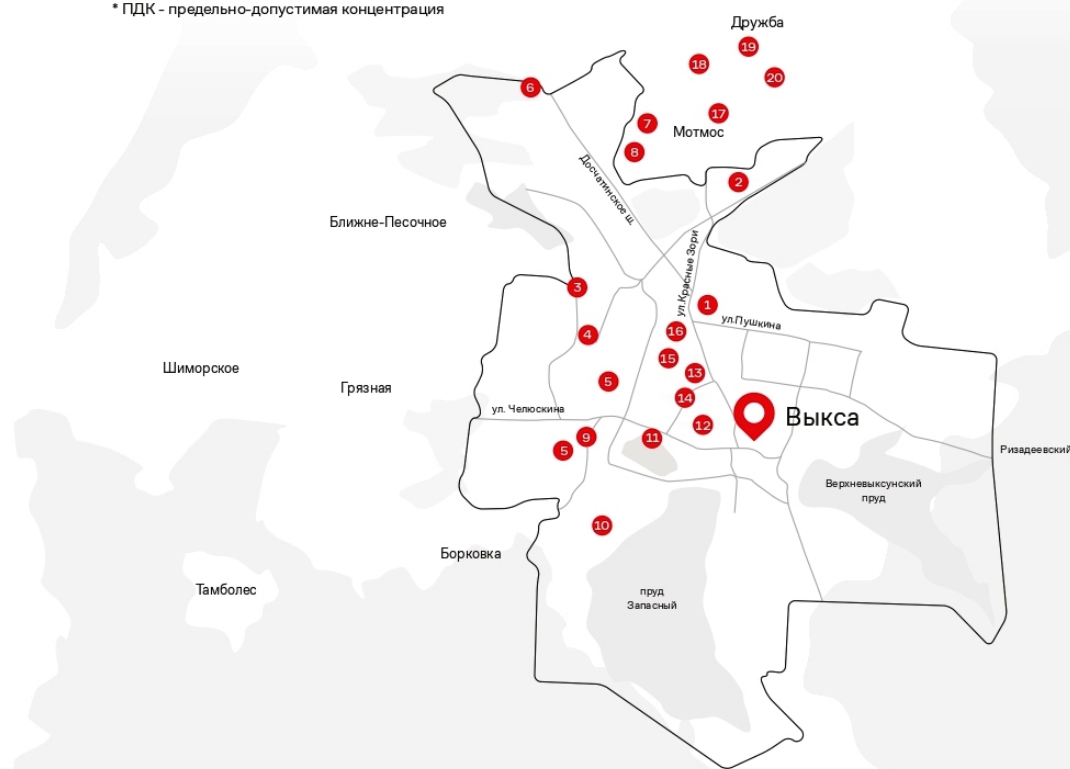 * ПДК - предельно-допустимая концентрация
Дружба
19
18
20
6
17
7
Мотмос
8
Досчатинское ш.
2
Ближне-Песочное
ул.Красные Зори
3
1
ул.Пушкина
16
4
15
Шиморское
13
5
Грязная
14
ул. Челюскина
Выкса
12
9
11
5
Ризадеевский
Верхневыксунский
пруд
10
Борковка
Тамболес
пруд
Запасный